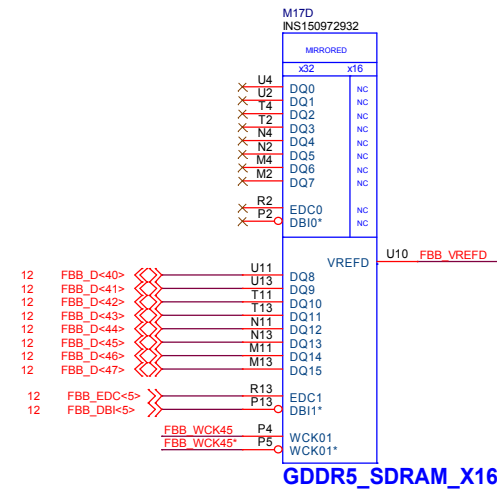 M17D
INS150972932
MIRRORED
x32 x16
U4 DQ0 NC
U2 DQ1 NC
T4 DQ2 NC
T2 DQ3 NC
N4 DQ4 NC
N2 DQ5 NC
M4 DQ6 NC
M2 DQ7 NC
R2 EDC0 NC
P2 DBI0* NC
VREFD U10 FBB_VREFD
12 FBB_D<40> U11 DQ8
12 FBB_D<41> U13 DQ9
12 FBB_D<42> T11 DQ10
12 FBB_D<43> T13 DQ11
12 FBB_D<44> N11 DQ12
12 FBB_D<45> N13 DQ13
12 FBB_D<46> M11 DQ14
12 FBB_D<47> M13 DQ15
12 FBB_EDC<5> R13 EDC1
12 FBB_DBI<5> P13 DBI1*
FBB_WCK45 P4 WCK01
FBB_WCK45* P5 WCK01*
GDDR5_SDRAM_X16